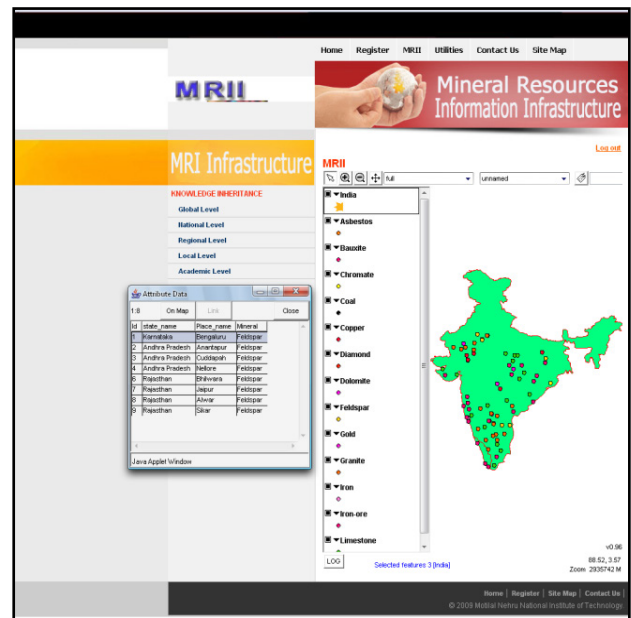 Home Register MRII Utilities Contact Us Site Map
MRII
Mineral Resources
Information Infrastructure
Log out
MRI Infrastructure
MRII
full unnamed
KNOWLEDGE INHERITANCE
Global Level
National Level
Regional Level
Local Level
Academic Level
Attribute Data
1:8 On Map Link Close
Id state_name Place_name Mineral
1 Karnataka Bengaluru Feldspar
2 Andhra Pradesh Anantapur Feldspar
3 Andhra Pradesh Cuddapah Feldspar
4 Andhra Pradesh Nellore Feldspar
6 Rajasthan Bhilwara Feldspar
7 Rajasthan Jaipur Feldspar
8 Rajasthan Alwar Feldspar
9 Rajasthan Sikar Feldspar
Java Applet Window
India
Asbestos
Bauxite
Chromate
Coal
Copper
Diamond
Dolomite
Feldspar
Gold
Granite
Iron
Iron-ore
Limestone
LOG
Selected features 3 [India]
v0.96
88.52, 3.57
Zoom 2935742 M
Home | Register | Site Map | Contact Us |
© 2009 Motilal Nehru National Institute of Technology